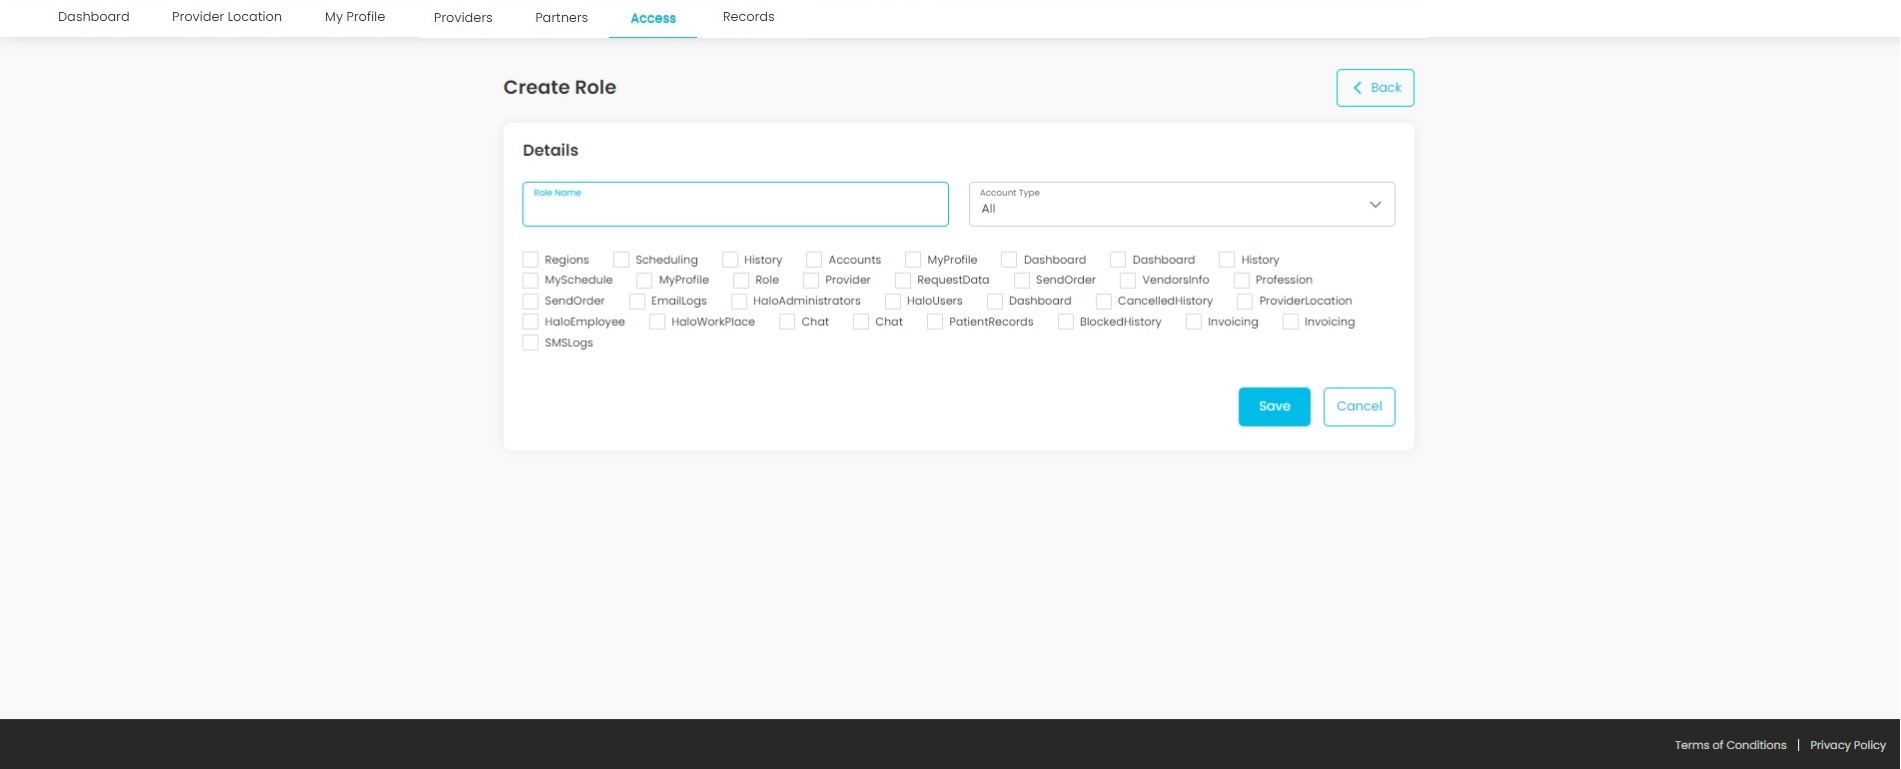 Dashboard Provider Location My Profile Providers Partners Access Records
Create Role
Back
Details
Role Name
Account Type
All
Regions Scheduling History Accounts MyProfile Dashboard Dashboard History
MySchedule MyProfile Role Provider RequestData SendOrder VendorsInfo Profession
SendOrder EmailLogs HaloAdministrators HaloUsers Dashboard CancelledHistory ProviderLocation
HaloEmployee HaloWorkPlace Chat Chat PatientRecords BlockedHistory Invoicing Invoicing
SMSLogs
Save Cancel
Terms of Conditions | Privacy Policy